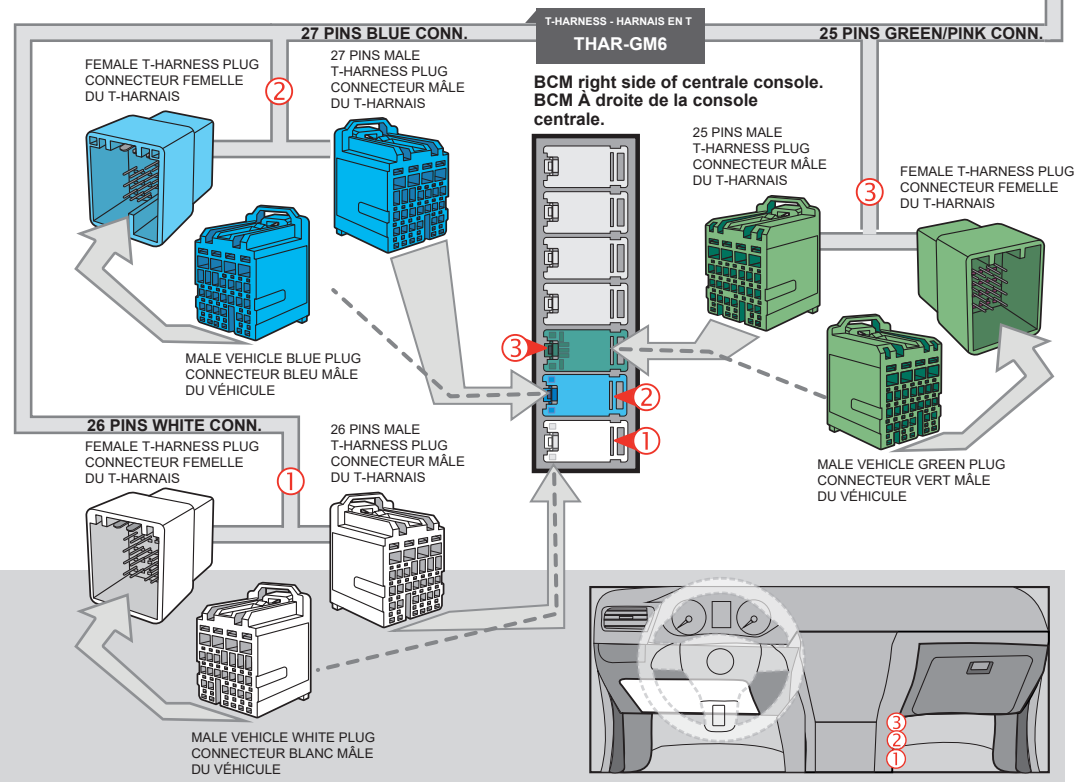 T-HARNESS - HARNAIS EN T
THAR-GM6
27 PINS BLUE CONN.
25 PINS GREEN/PINK CONN.
FEMALE T-HARNESS PLUG
CONNECTEUR FEMELLE
DU T-HARNAIS
2
27 PINS MALE
T-HARNESS PLUG
CONNECTEUR MÂLE
DU T-HARNAIS
BCM right side of centrale console.
BCM À droite de la console
centrale.
25 PINS MALE
T-HARNESS PLUG
CONNECTEUR MÂLE
DU T-HARNAIS
3
FEMALE T-HARNESS PLUG
CONNECTEUR FEMELLE
DU T-HARNAIS
MALE VEHICLE BLUE PLUG
CONNECTEUR BLEU MÂLE
DU VÉHICULE
3
2
1
MALE VEHICLE GREEN PLUG
CONNECTEUR VERT MÂLE
DU VÉHICULE
26 PINS WHITE CONN.
FEMALE T-HARNESS PLUG
CONNECTEUR FEMELLE
DU T-HARNAIS
1
26 PINS MALE
T-HARNESS PLUG
CONNECTEUR MÂLE
DU T-HARNAIS
MALE VEHICLE WHITE PLUG
CONNECTEUR BLANC MÂLE
DU VÉHICULE
3
2
1